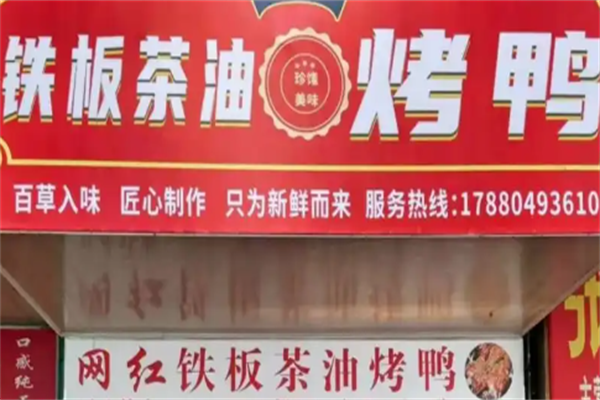 铁板茶油烤鸭
珍馐
美味
百草入味 匠心制作 只为新鲜而来 服务热线:17880493610
网红铁板茶油烤鸭
口感纯